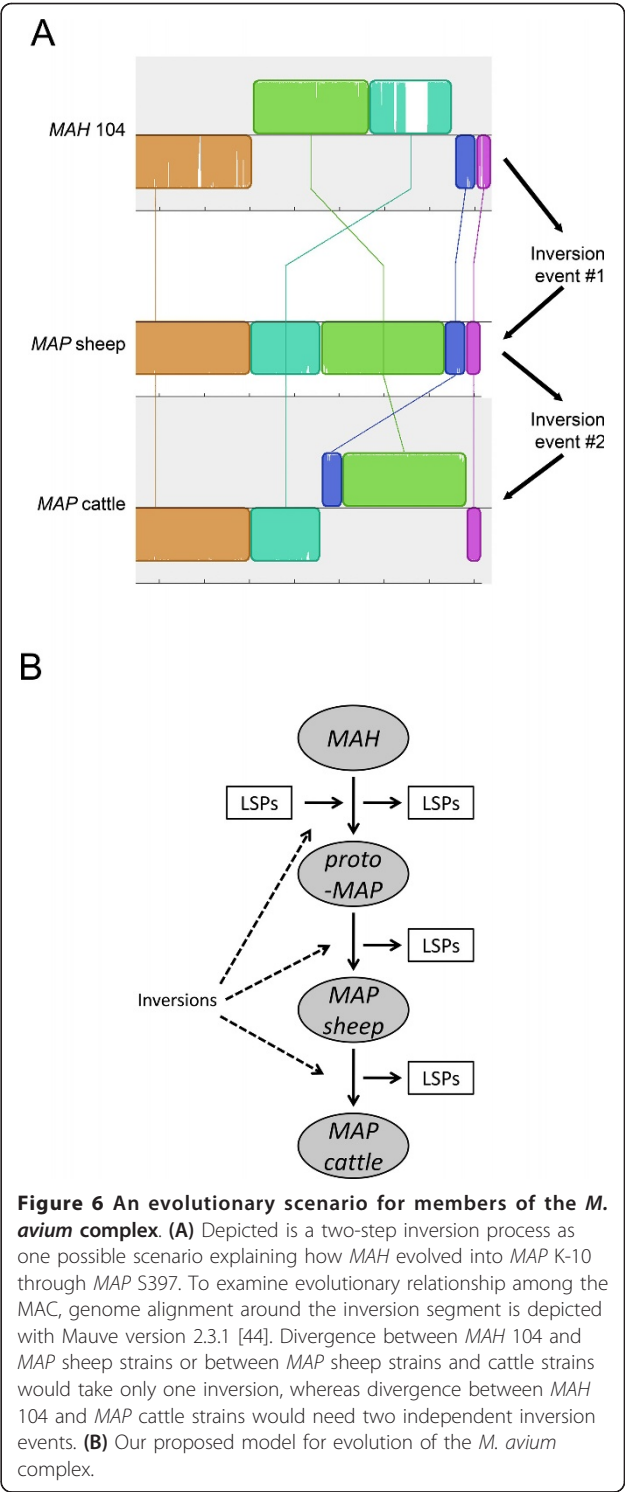 A
MAH 104
Inversion
event #1
MAP sheep
Inversion
event #2
MAP cattle
B
MAH
LSPs
LSPs
proto
-MAP
LSPs
Inversions
MAP
sheep
LSPs
MAP
cattle
Figure 6 An evolutionary scenario for members of the M.
avium complex. (A) Depicted is a two-step inversion process as
one possible scenario explaining how MAH evolved into MAP K-10
through MAP S397. To examine evolutionary relationship among the
MAC, genome alignment around the inversion segment is depicted
with Mauve version 2.3.1 [44]. Divergence between MAH 104 and
MAP sheep strains or between MAP sheep strains and cattle strains
would take only one inversion, whereas divergence between MAH
104 and MAP cattle strains would need two independent inversion
events. (B) Our proposed model for evolution of the M. avium
complex.